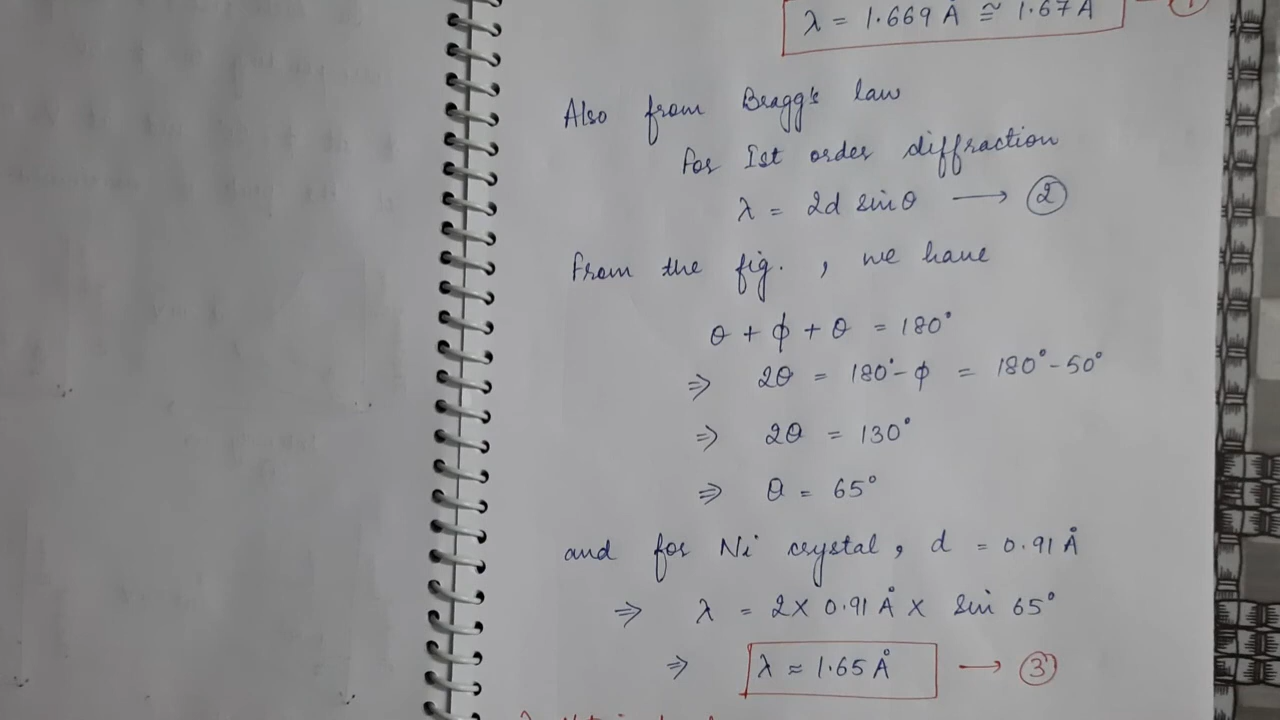 λ = 1.669 Å ≅ 1.67 Å → ①
Also from Bragg's law
for Ist order diffraction
λ = 2d sinθ → ②
From the fig. , we have
θ + ϕ + θ = 180°
⇒ 2θ = 180° - ϕ = 180° - 50°
⇒ 2θ = 130°
⇒ θ = 65°
and for Ni crystal, d = 0.91 Å
⇒ λ = 2 × 0.91 Å × sin 65°
⇒ λ ≈ 1.65 Å → ③